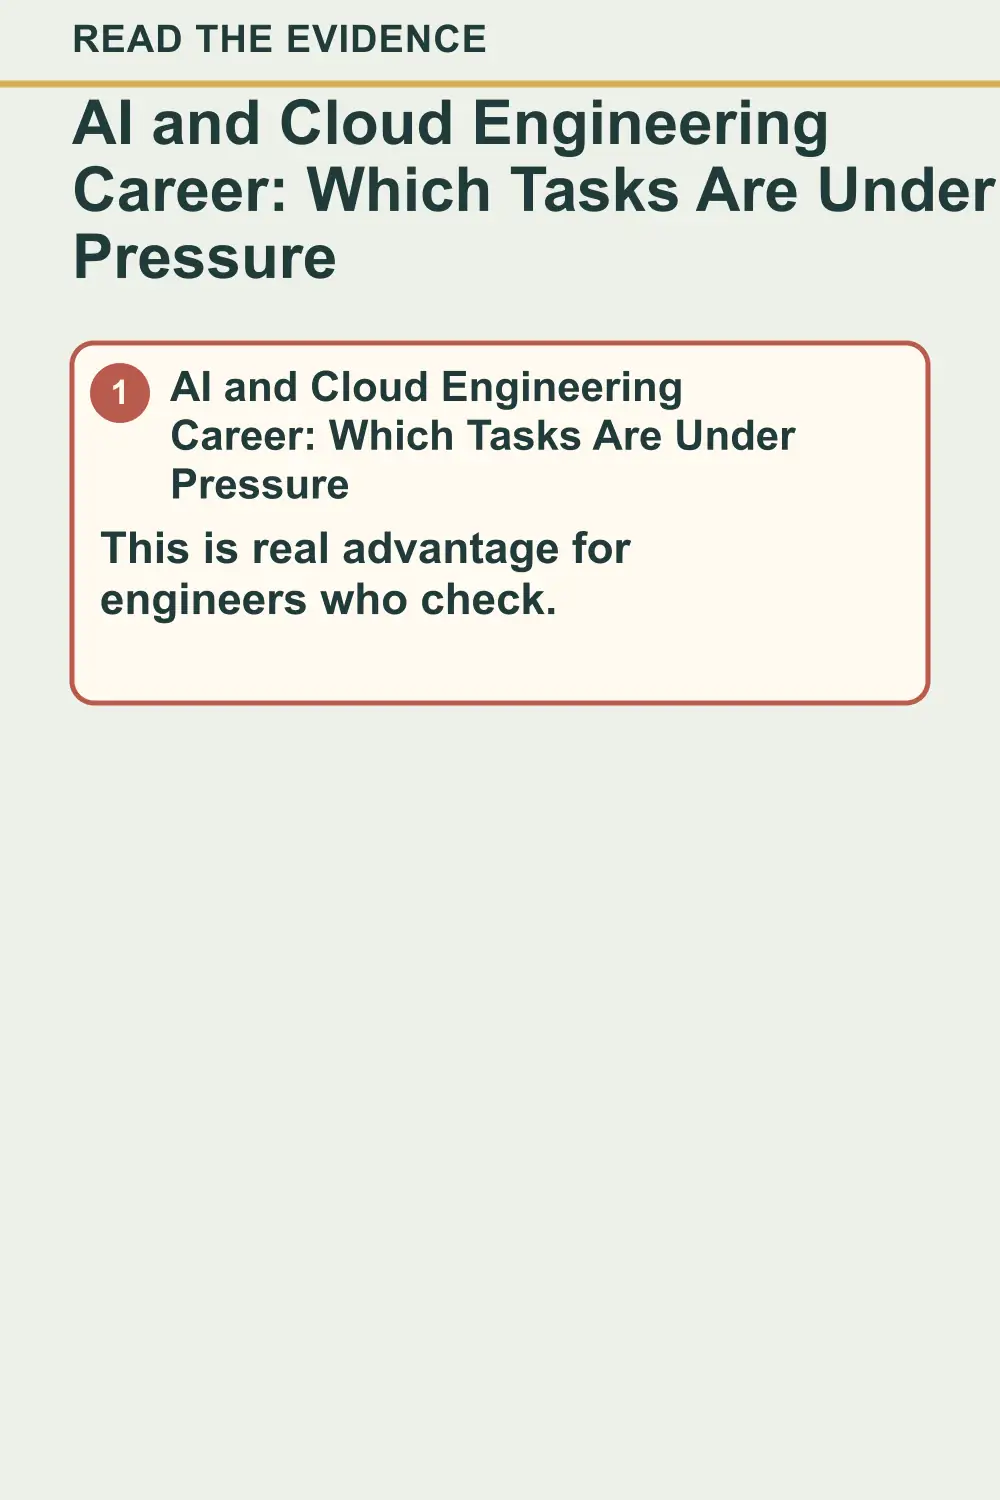 READ THE EVIDENCE
AI and Cloud Engineering
Career: Which Tasks Are Under
Pressure
1
AI and Cloud Engineering
Career: Which Tasks Are Under
Pressure
This is real advantage for
engineers who check.